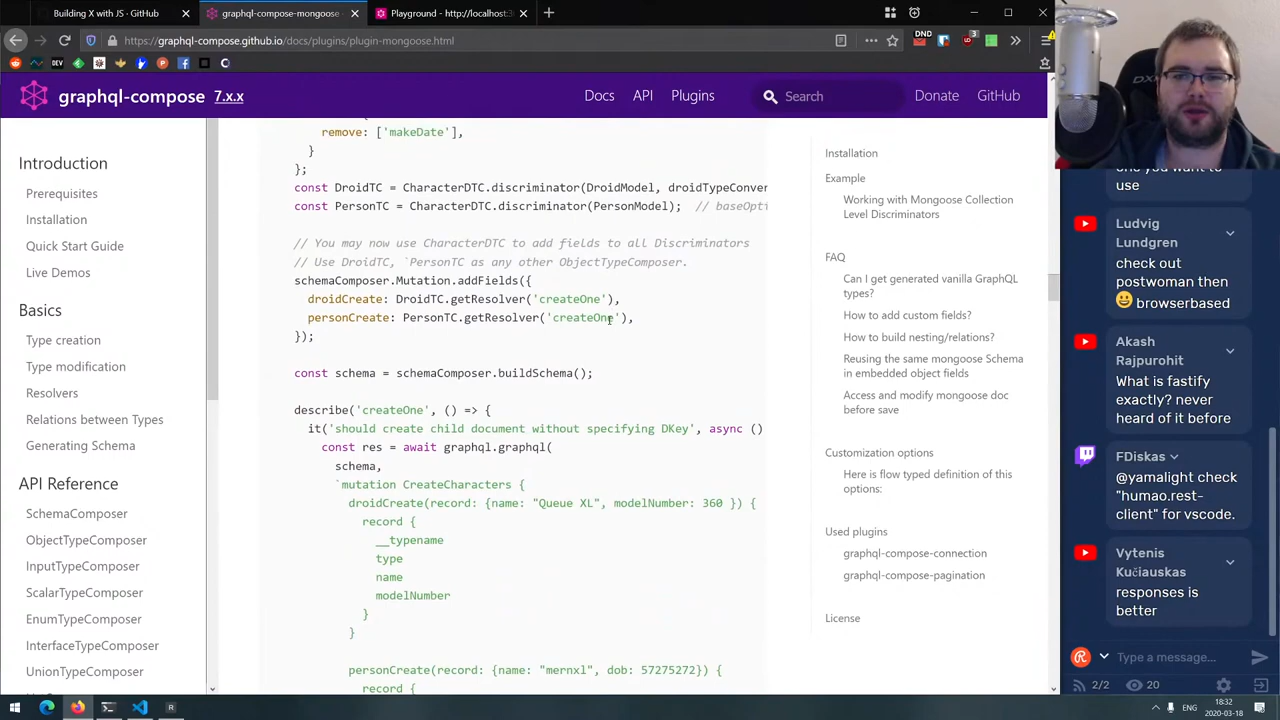 Building X with JS · GitHub
graphql-compose-mongoose ·
Playground - http://localhost:3
https://graphql-compose.github.io/docs/plugins/plugin-mongoose.html
DND
3
DEV
graphql-compose 7.x.x
Docs
API
Plugins
Search
Donate
GitHub
Introduction
Prerequisites
Installation
Quick Start Guide
Live Demos
Basics
Type creation
Type modification
Resolvers
Relations between Types
Generating Schema
API Reference
SchemaComposer
ObjectTypeComposer
InputTypeComposer
ScalarTypeComposer
EnumTypeComposer
InterfaceTypeComposer
UnionTypeComposer
remove: ['makeDate'],
}
};
const DroidTC = CharacterDTC.discriminator(DroidModel, droidTypeConver
const PersonTC = CharacterDTC.discriminator(PersonModel); // baseOpti
// You may now use CharacterDTC to add fields to all Discriminators
// Use DroidTC, `PersonTC as any other ObjectTypeComposer.
schemaComposer.Mutation.addFields({
droidCreate: DroidTC.getResolver('createOne'),
personCreate: PersonTC.getResolver('createOne'),
});
const schema = schemaComposer.buildSchema();
describe('createOne', () => {
it('should create child document without specifying DKey', async ()
const res = await graphql.graphql(
schema,
`mutation CreateCharacters {
droidCreate(record: {name: "Queue XL", modelNumber: 360 }) {
record {
__typename
type
name
modelNumber
}
}
personCreate(record: {name: "mernxl", dob: 57275272}) {
record {
Installation
Example
Working with Mongoose Collection
Level Discriminators
FAQ
Can I get generated vanilla GraphQL
types?
How to add custom fields?
How to build nesting/relations?
Reusing the same mongoose Schema
in embedded object fields
Access and modify mongoose doc
before save
Customization options
Here is flow typed definition of this
options:
Used plugins
graphql-compose-connection
graphql-compose-pagination
License
one you want to
use
Ludvig
Lundgren
check out
postwoman then
browserbased
Akash
Rajpurohit
What is fastify
exactly? never
heard of it before
FDiskas
@yamalight check
"humao.rest-
client" for vscode.
Vytenis
Kučiauskas
responses is
better
Type a message...
2/2
20
ENG
18:32
2020-03-18